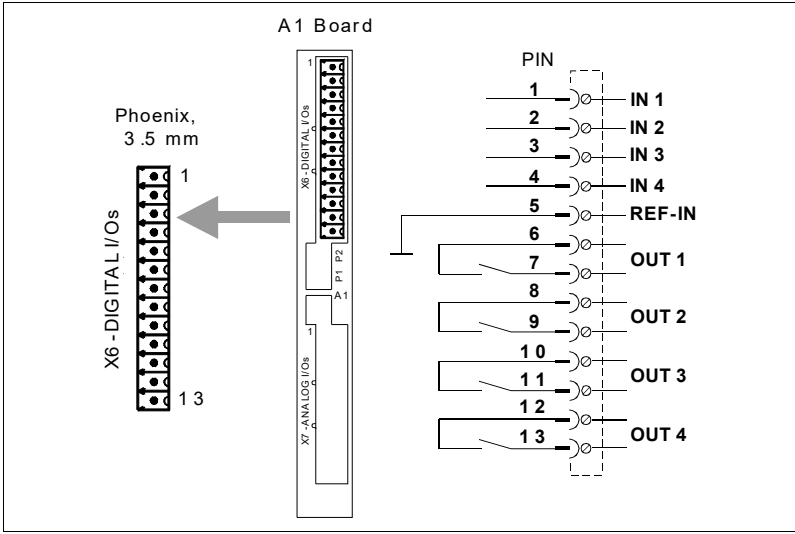 A1 Board
Phoenix,
3.5 mm
1
X6-DIGITAL I/Os
13
1
X6-DIGITAL I/Os
P1 P2
A1
1
X7-ANALOG I/Os
PIN
1 IN 1
2 IN 2
3 IN 3
4 IN 4
5 REF-IN
6
OUT 1
7
8
OUT 2
9
10
OUT 3
11
12
OUT 4
13